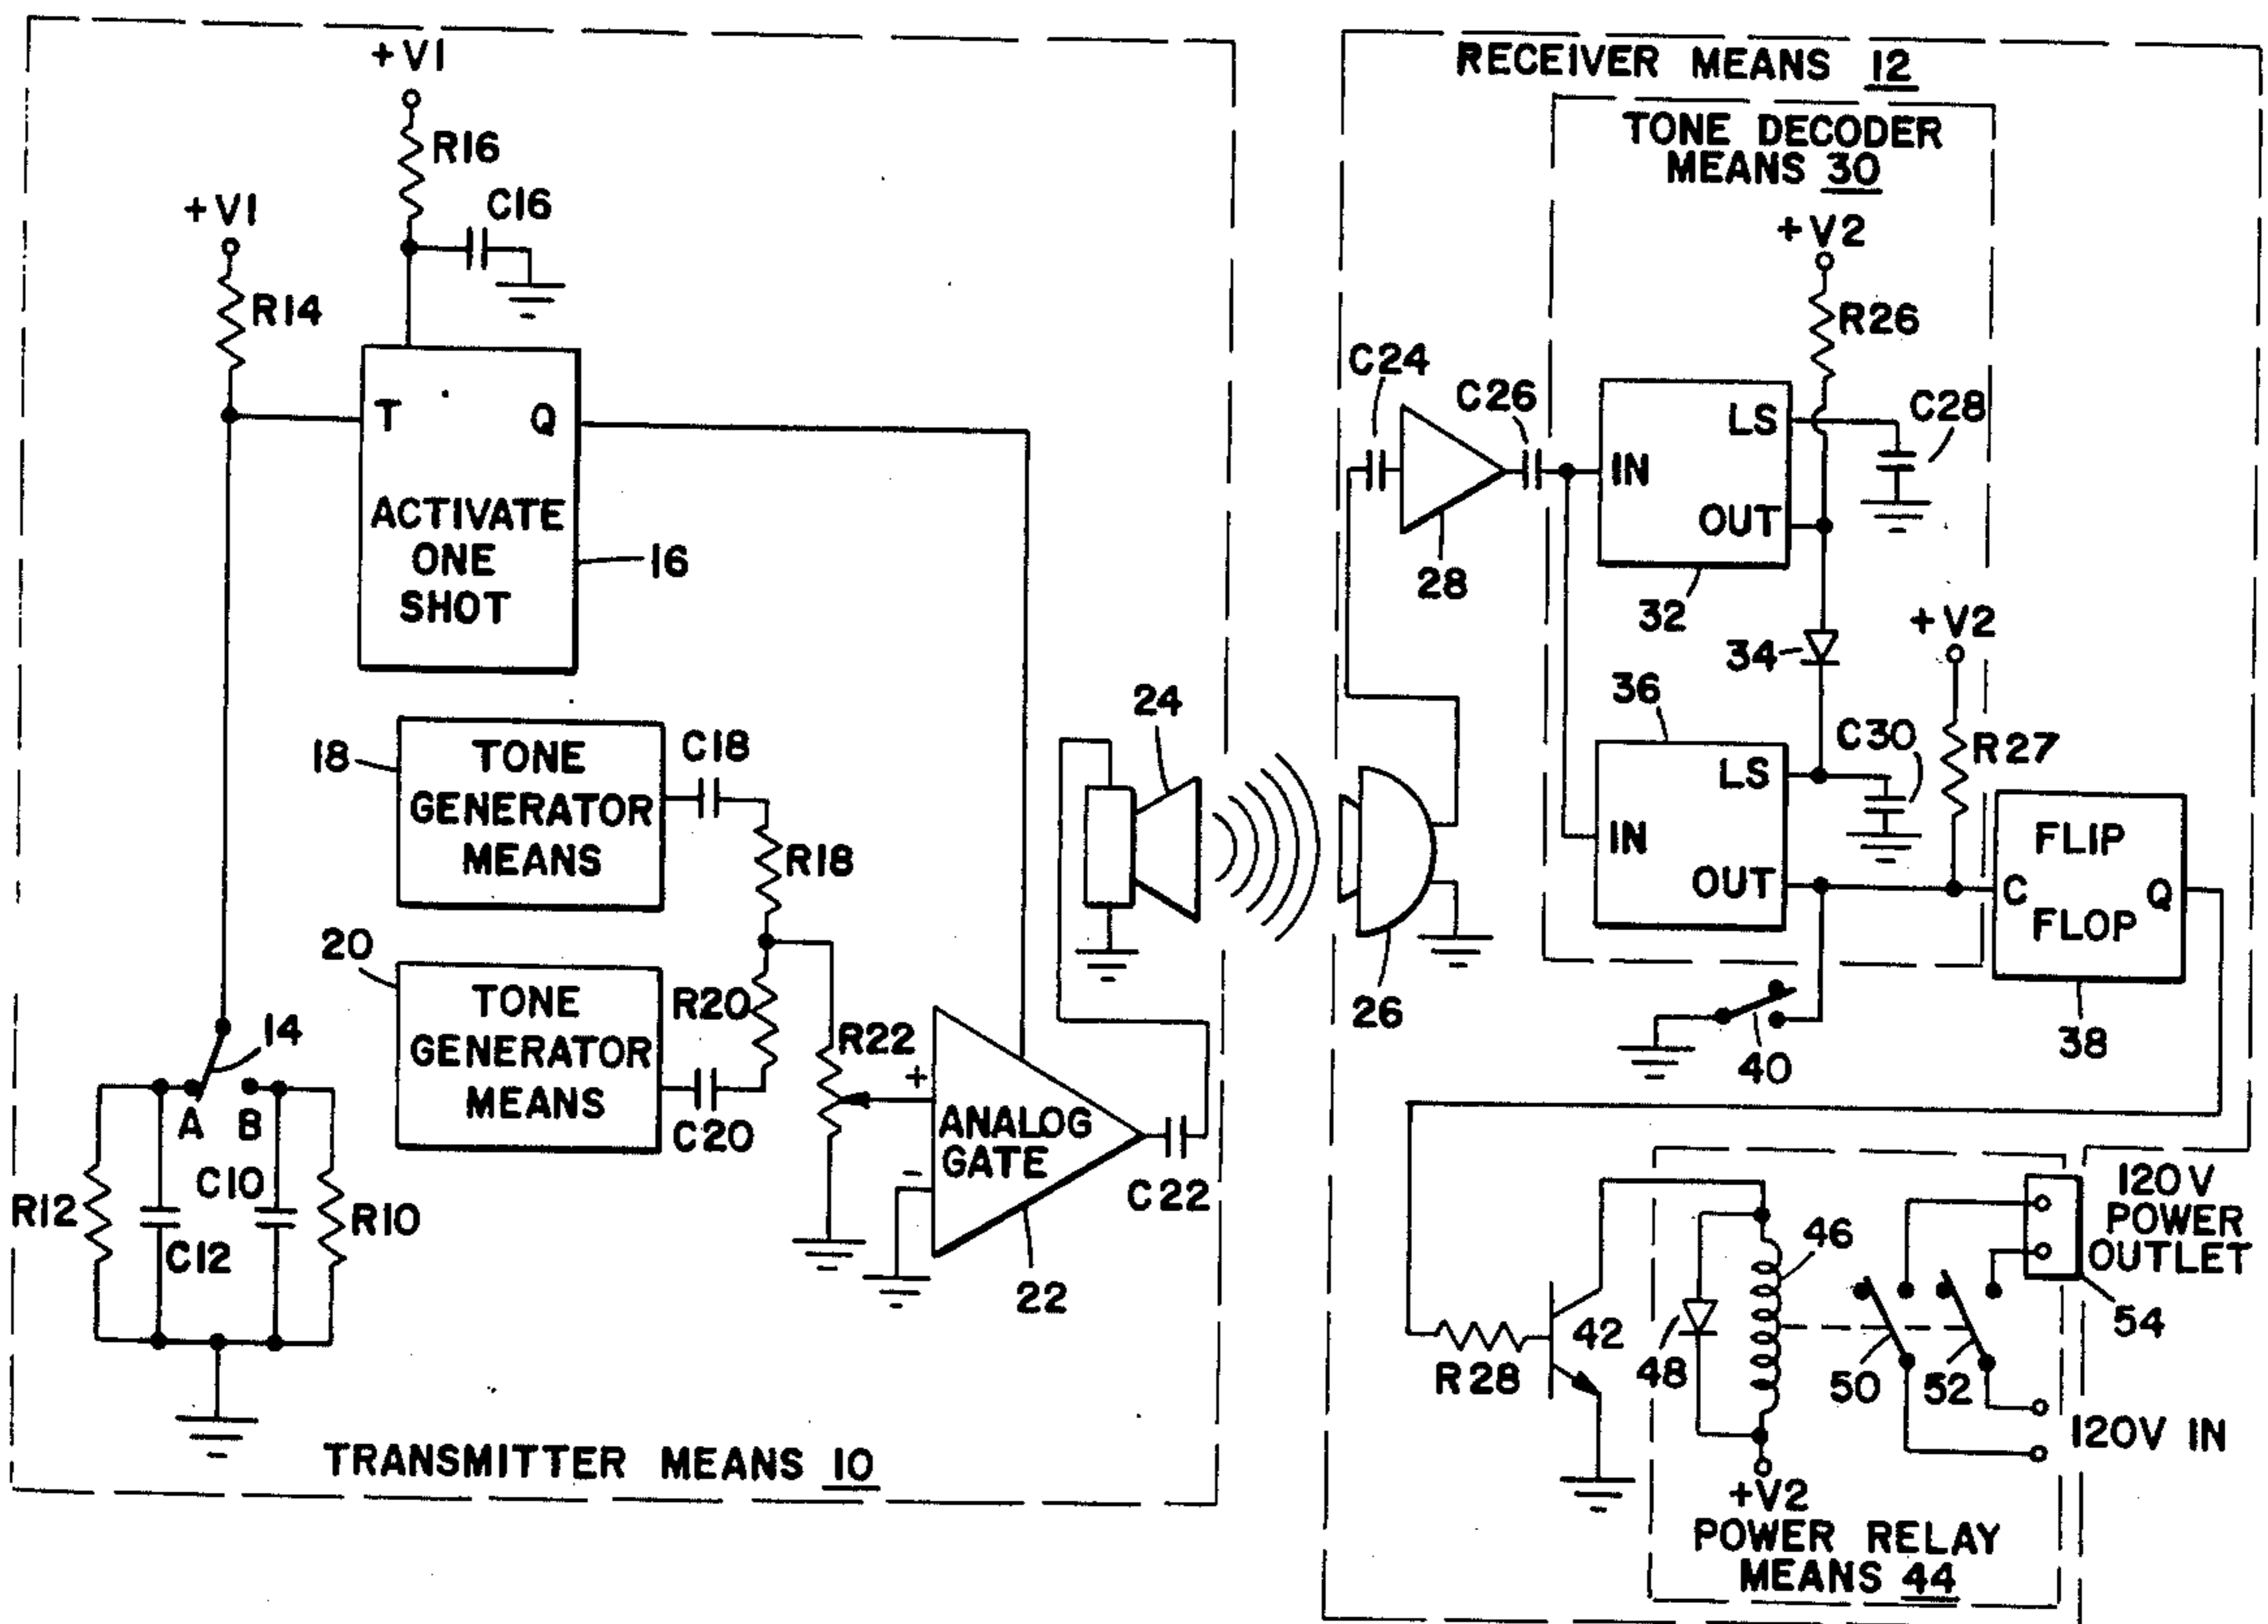 +V1
R16
C16
+V1
R14
T
Q
ACTIVATE
ONE
SHOT
16
18
TONE
GENERATOR
MEANS
C18
R18
20
TONE
GENERATOR
MEANS
R20
C20
R22
+
-
ANALOG
GATE
22
C22
24
14
A
B
R12
C12
C10
R10
TRANSMITTER MEANS 10
RECEIVER MEANS 12
TONE DECODER
MEANS 30
+V2
R26
C24
C26
28
IN
LS
OUT
C28
32
34
+V2
36
C30
R27
IN
LS
OUT
FLIP
FLOP
C
Q
38
26
40
120V
POWER
OUTLET
46
42
R28
48
50
52
54
120V IN
+V2
POWER RELAY
MEANS 44